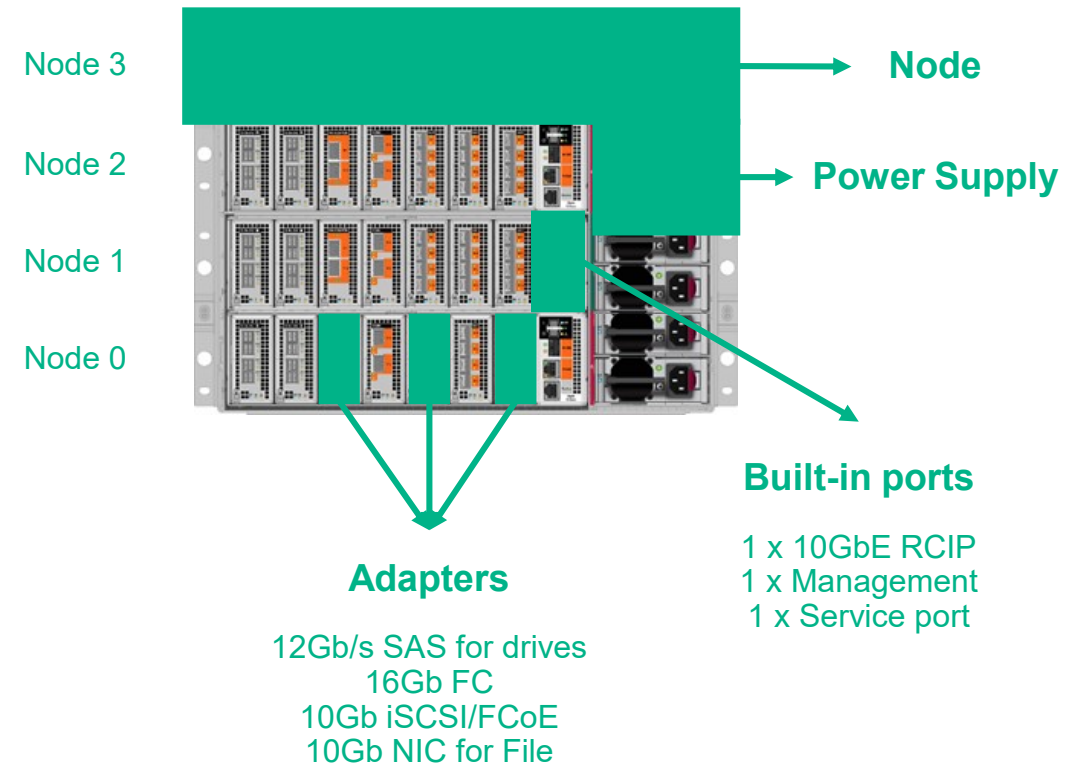 Node 3
Node
Node 2
Power Supply
Node 1
Node 0
Built-in ports
1 x 10GbE RCIP
1 x Management
1 x Service port
Adapters
12Gb/s SAS for drives
16Gb FC
10Gb iSCSI/FCoE
10Gb NIC for File